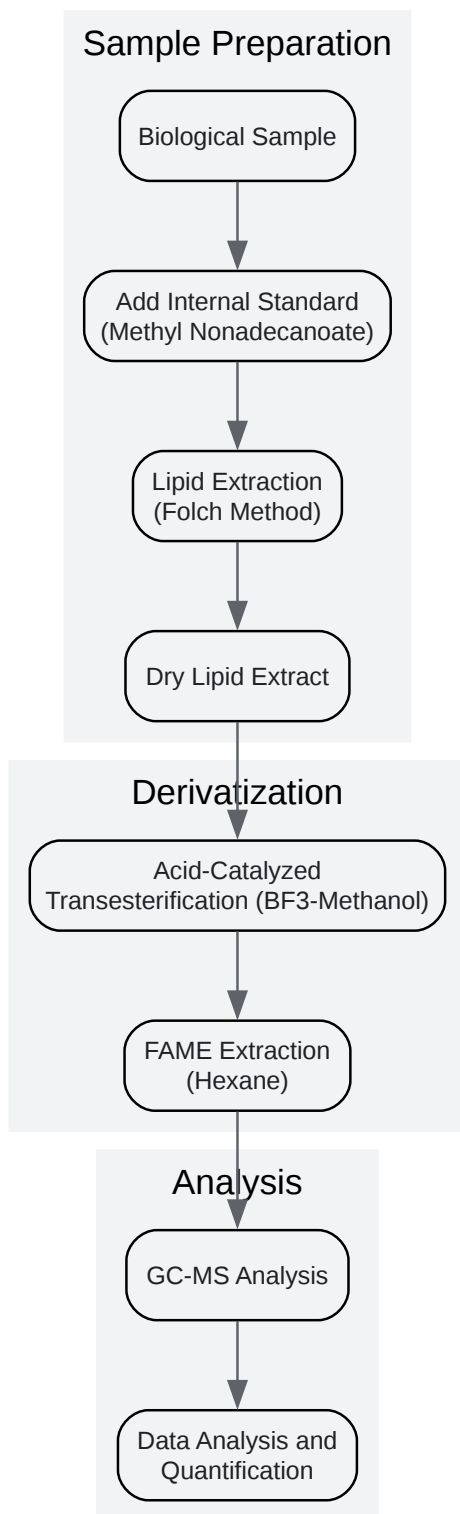 Sample Preparation
Biological Sample
Add Internal Standard
(Methyl Nonadecanoate)
Lipid Extraction
(Folch Method)
Dry Lipid Extract
Derivatization
Acid-Catalyzed
Transesterification (BF3-Methanol)
FAME Extraction
(Hexane)
Analysis
GC-MS Analysis
Data Analysis and
Quantification